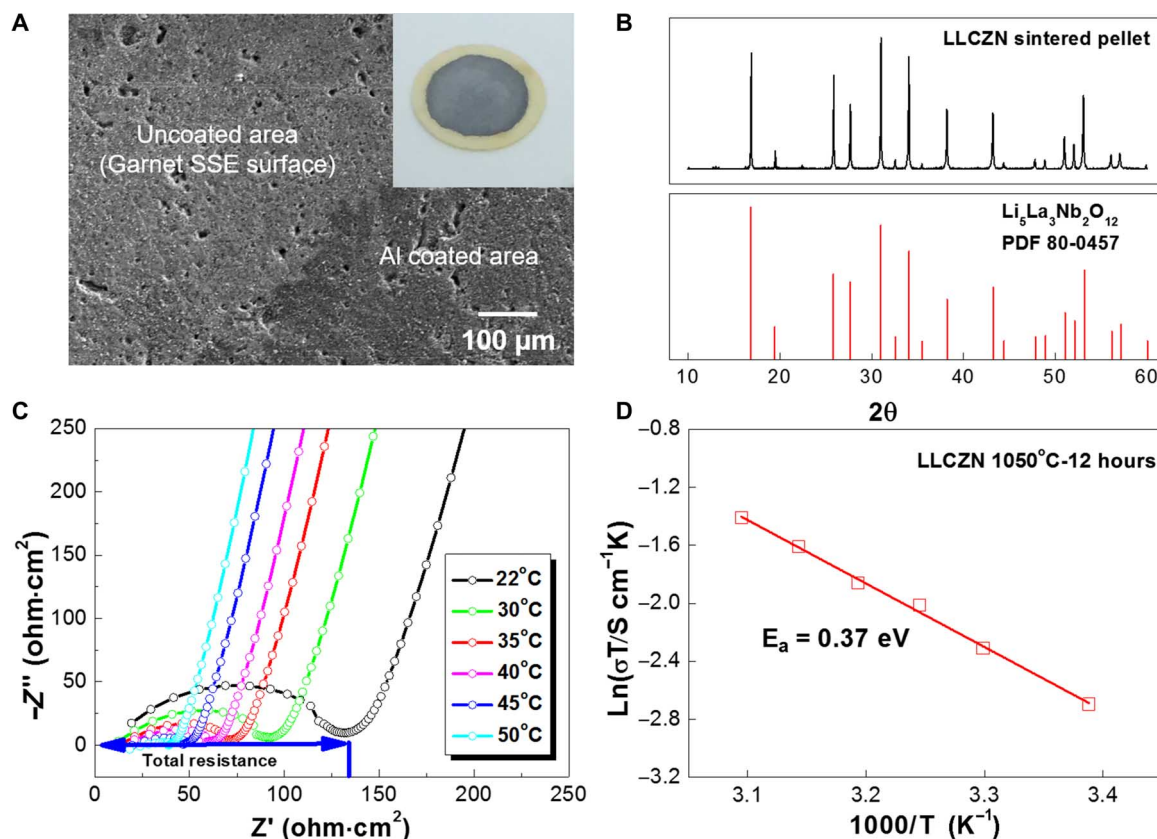 A
Uncoated area
(Garnet SSE surface)
Al coated area
100 µm
B
LLCZN sintered pellet
Li₅La₃Nb₂O₁₂
PDF 80-0457
10 20 30 40 50 60
2θ
C
250
200
150
100
50
0
–Z'' (ohm·cm²)
22°C
30°C
35°C
40°C
45°C
50°C
Total resistance
0 50 100 150 200 250
Z' (ohm·cm²)
D
–0.8
–1.2
–1.6
–2.0
–2.4
–2.8
–3.2
Ln(σT/S cm⁻¹K)
LLCZN 1050°C-12 hours
Eₐ = 0.37 eV
3.1 3.2 3.3 3.4
1000/T (K⁻¹)